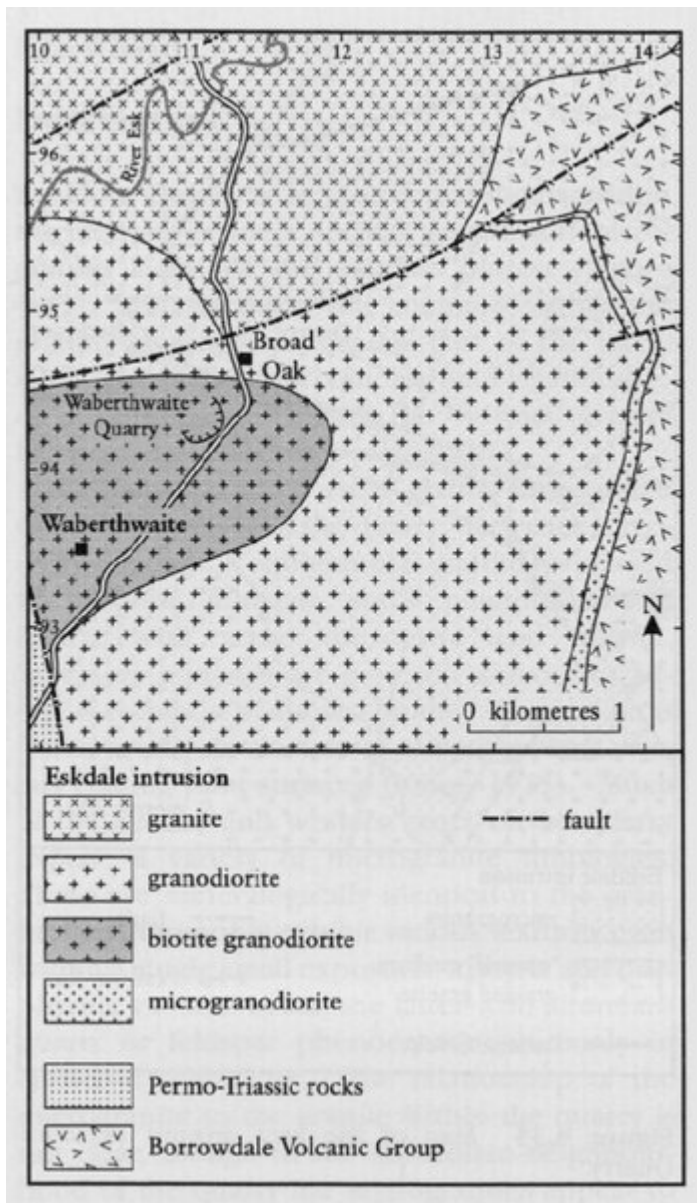 10 11 12 13 14
River Esk
96
95
Broad
Oak
Waberthwaite
Quarry
94
Waberthwaite
93
N
0 kilometres 1
Eskdale intrusion
granite
fault
granodiorite
biotite granodiorite
microgranodiorite
Permo-Triassic rocks
Borrowdale Volcanic Group